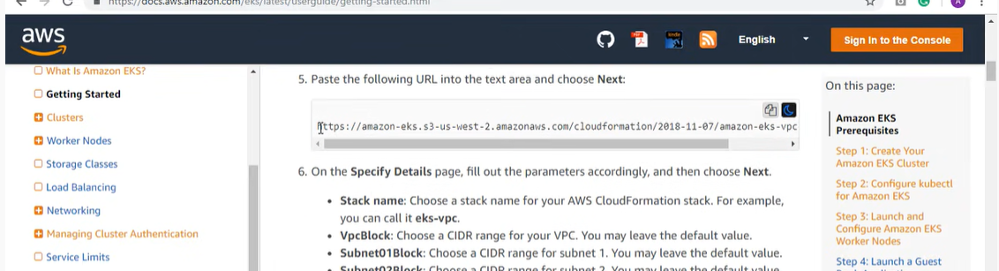 https://docs.aws.amazon.com/eks/latest/userguide/getting-started.html
A
aws
PDF
kindle
English
Sign In to the Console
What Is Amazon EKS?
Getting Started
Clusters
Worker Nodes
Storage Classes
Load Balancing
Networking
Managing Cluster Authentication
Service Limits
5. Paste the following URL into the text area and choose Next:
https://amazon-eks.s3-us-west-2.amazonaws.com/cloudformation/2018-11-07/amazon-eks-vpc
6. On the Specify Details page, fill out the parameters accordingly, and then choose Next.
• Stack name: Choose a stack name for your AWS CloudFormation stack. For example,
you can call it eks-vpc.
• VpcBlock: Choose a CIDR range for your VPC. You may leave the default value.
• Subnet01Block: Choose a CIDR range for subnet 1. You may leave the default value.
• Subnet02Block: Choose a CIDR range for subnet 2. You may leave the default value.
On this page:
Amazon EKS
Prerequisites
Step 1: Create Your
Amazon EKS Cluster
Step 2: Configure kubectl
for Amazon EKS
Step 3: Launch and
Configure Amazon EKS
Worker Nodes
Step 4: Launch a Guest